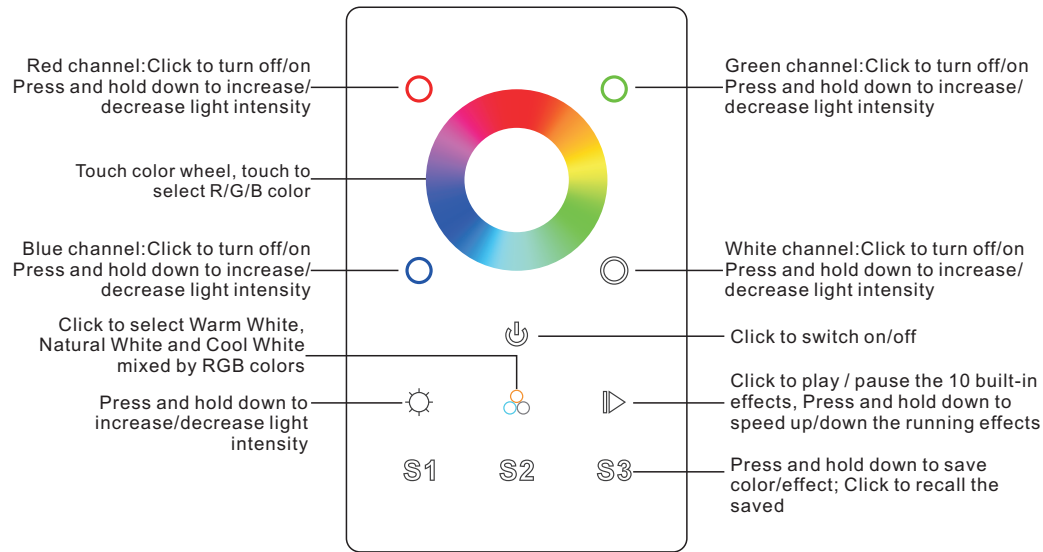 Red channel:Click to turn off/on
Press and hold down to increase/
decrease light intensity
Green channel:Click to turn off/on
Press and hold down to increase/
decrease light intensity
Touch color wheel, touch to
select R/G/B color
Blue channel:Click to turn off/on
Press and hold down to increase/
decrease light intensity
White channel:Click to turn off/on
Press and hold down to increase/
decrease light intensity
Click to select Warm White,
Natural White and Cool White
mixed by RGB colors
Click to switch on/off
Press and hold down to
increase/decrease light
intensity
Click to play / pause the 10 built-in
effects, Press and hold down to
speed up/down the running effects
S1 S2 S3
Press and hold down to save
color/effect; Click to recall the
saved